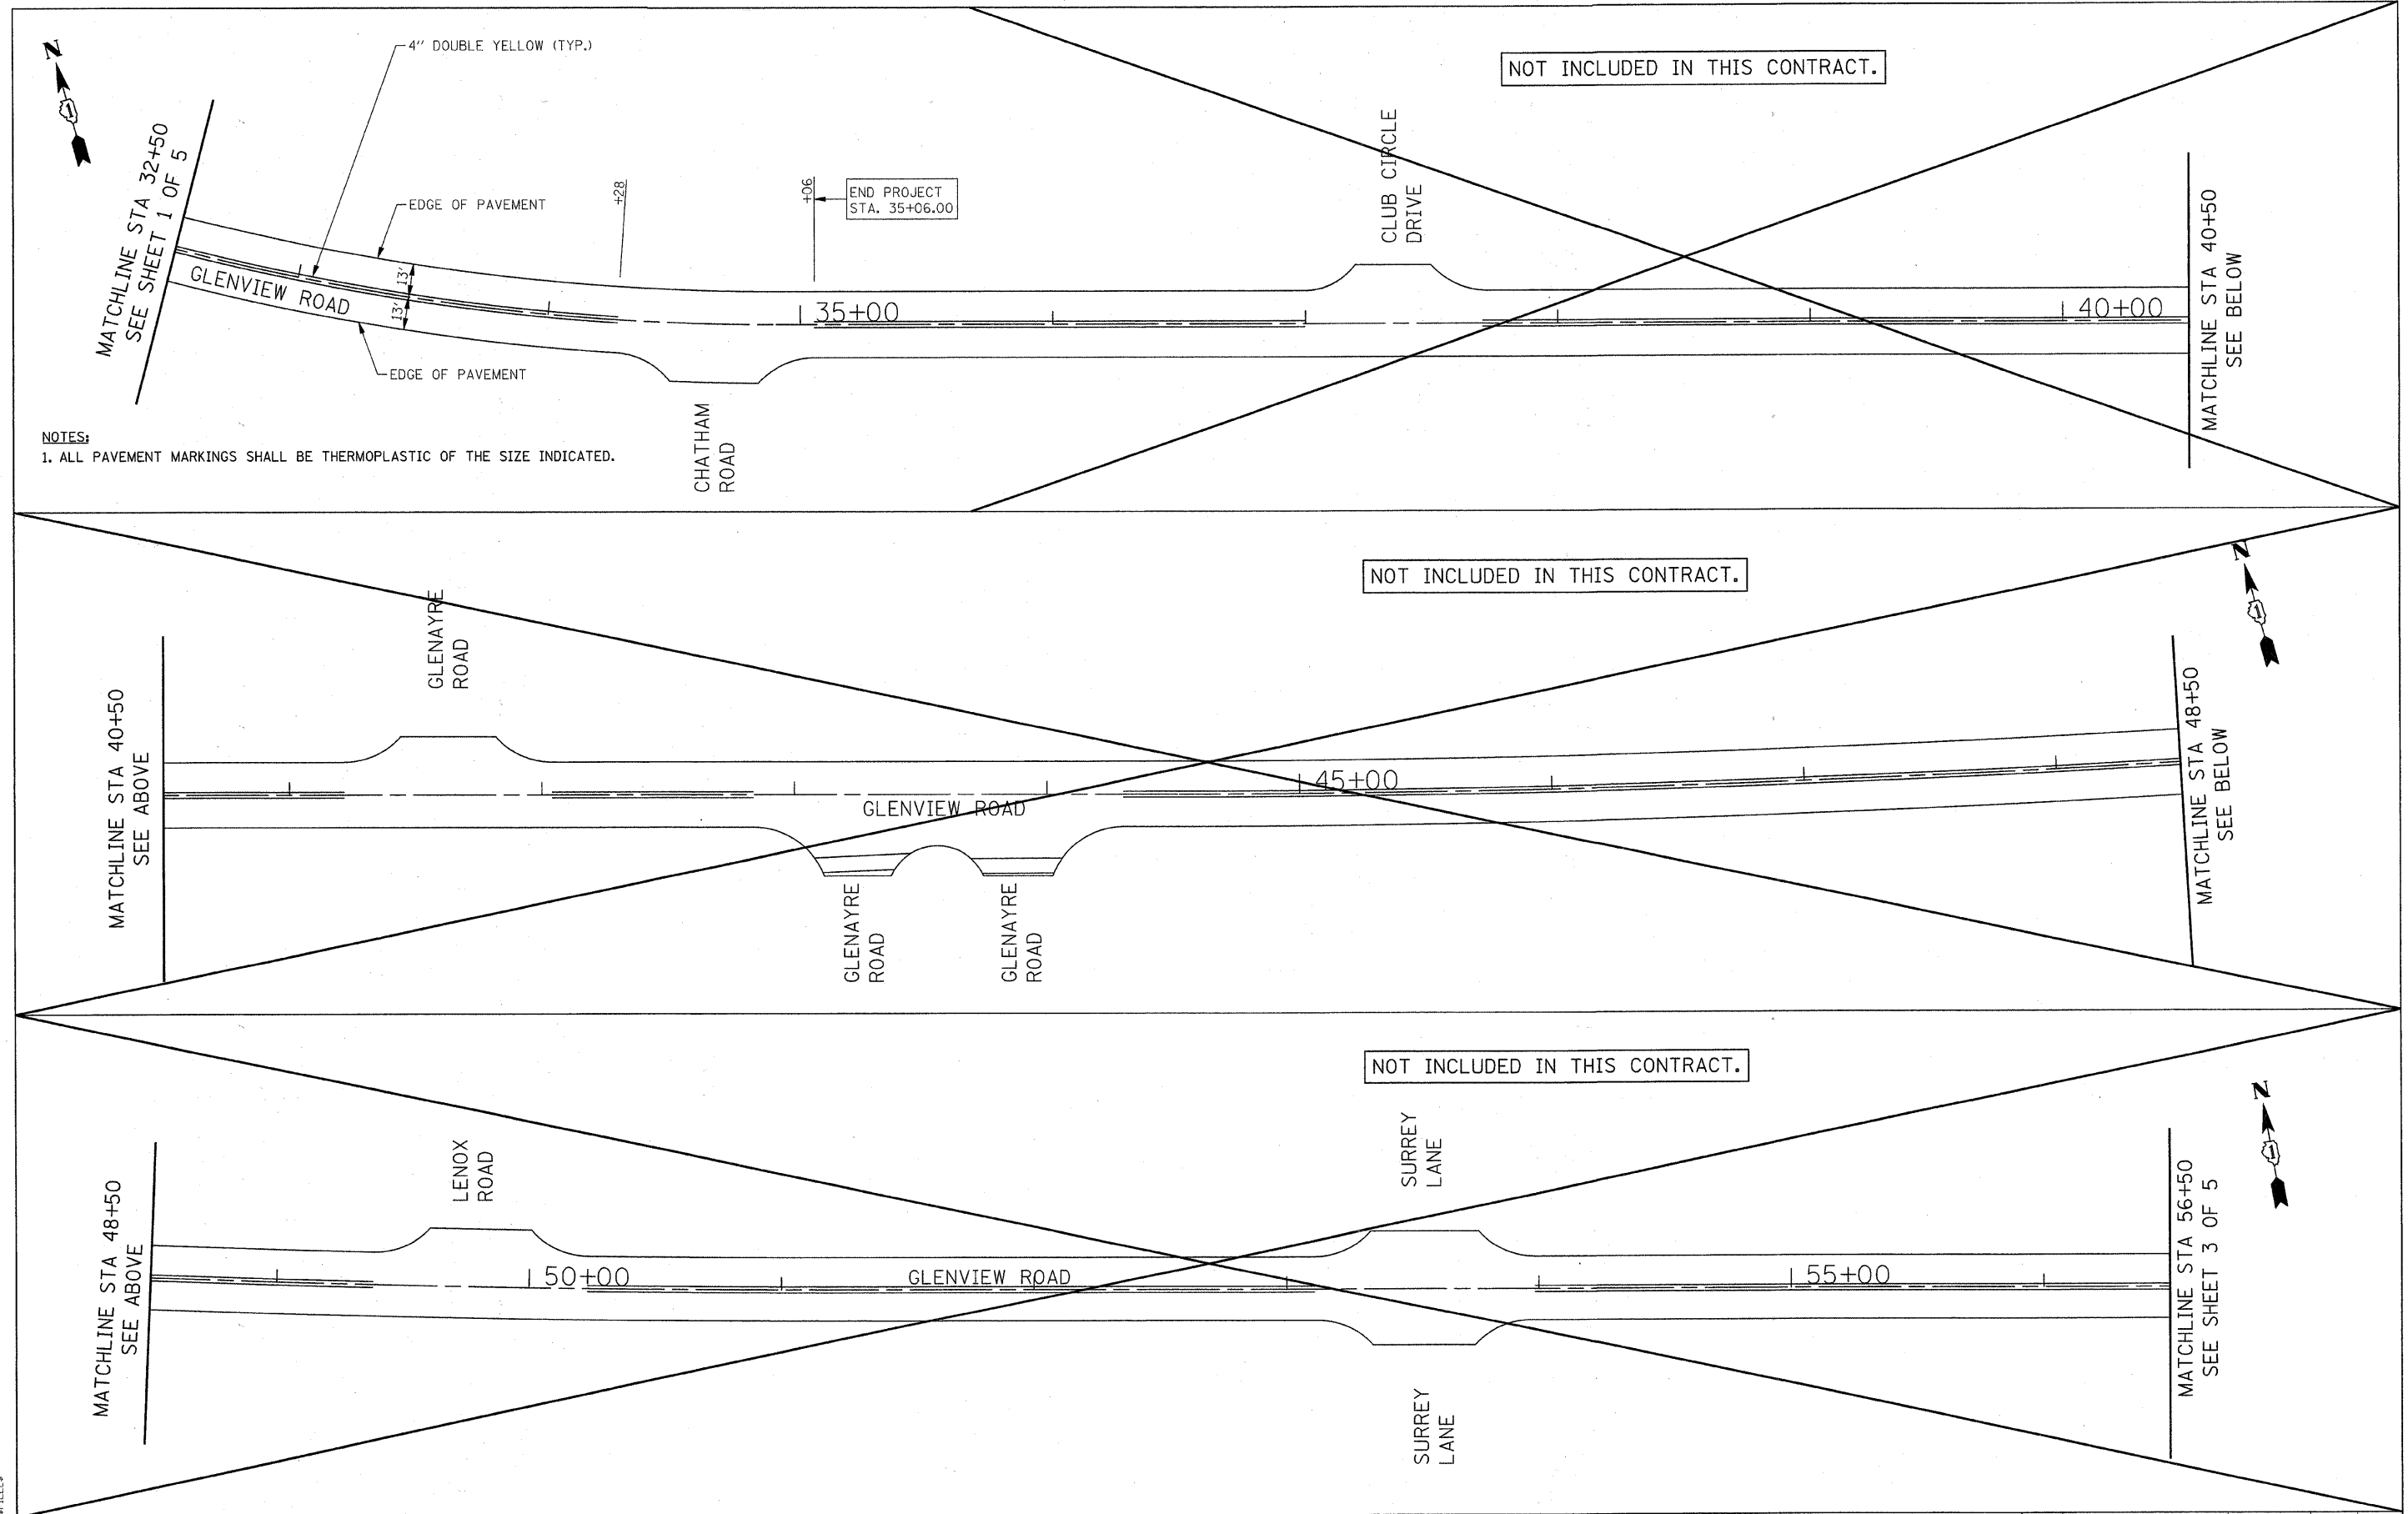 N
1
4" DOUBLE YELLOW (TYP.)
NOT INCLUDED IN THIS CONTRACT.
MATCHLINE STA 32+50
SEE SHEET 1 OF 5
EDGE OF PAVEMENT
+28
+06
END PROJECT
STA. 35+06.00
CLUB CIRCLE
DRIVE
GLENVIEW ROAD
13'
13'
35+00
40+00
MATCHLINE STA 40+50
SEE BELOW
EDGE OF PAVEMENT
CHATHAM
ROAD
NOTES:
1. ALL PAVEMENT MARKINGS SHALL BE THERMOPLASTIC OF THE SIZE INDICATED.
NOT INCLUDED IN THIS CONTRACT.
N
1
GLENAYRE
ROAD
MATCHLINE STA 40+50
SEE ABOVE
45+00
GLENVIEW ROAD
MATCHLINE STA 48+50
SEE BELOW
GLENAYRE
ROAD
GLENAYRE
ROAD
NOT INCLUDED IN THIS CONTRACT.
N
1
LENOX
ROAD
SURREY
LANE
MATCHLINE STA 48+50
SEE ABOVE
50+00
GLENVIEW ROAD
55+00
MATCHLINE STA 56+50
SEE SHEET 3 OF 5
SURREY
LANE